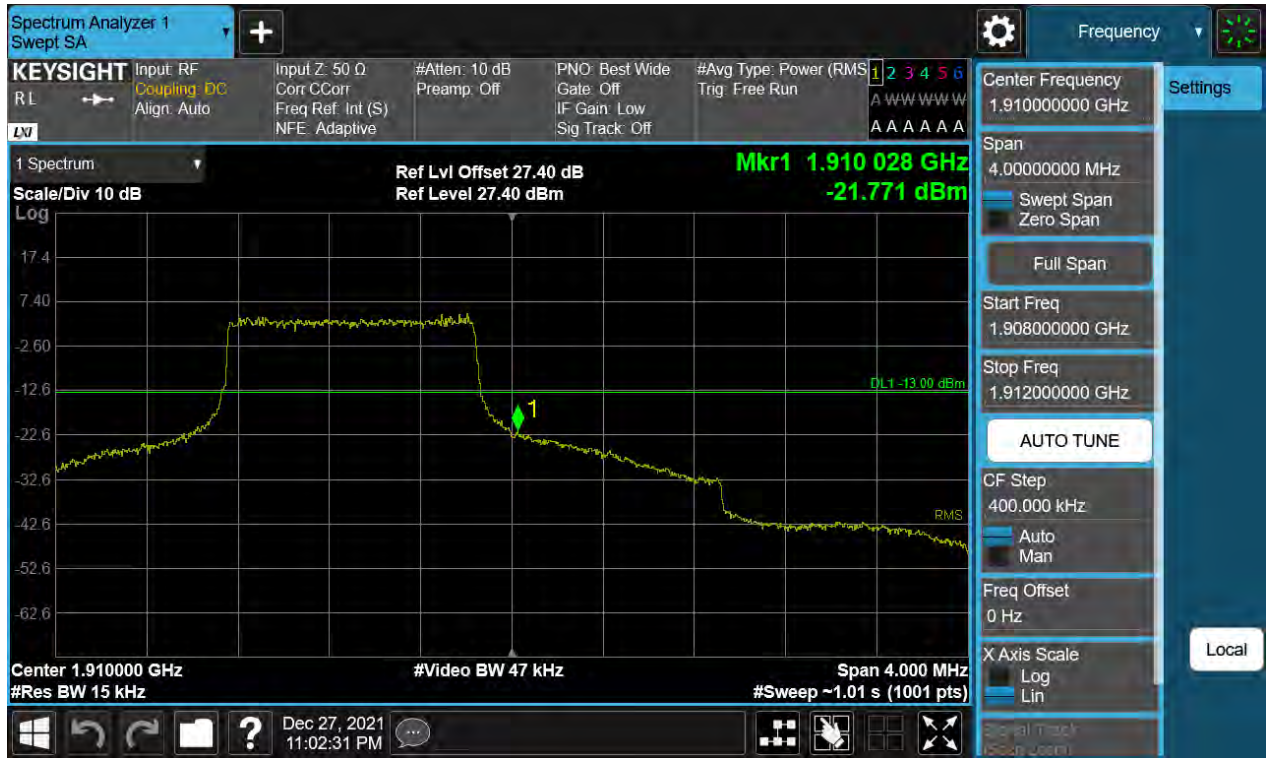 Spectrum Analyzer 1
Swept SA
Frequency
KEYSIGHT
RL
LXI
Input: RF
Coupling: DC
Align: Auto
Input Z: 50 Ω
Corr CCorr
Freq Ref: Int (S)
NFE: Adaptive
#Atten: 10 dB
Preamp: Off
PNO: Best Wide
Gate: Off
IF Gain: Low
Sig Track: Off
#Avg Type: Power (RMS
Trig: Free Run
1 2 3 4 5 6
A W W W W W
A A A A A A
1 Spectrum
Scale/Div 10 dB
Log
Ref Lvl Offset 27.40 dB
Ref Level 27.40 dBm
Mkr1 1.910 028 GHz
-21.771 dBm
17.4
7.40
-2.60
-12.6
-22.6
-32.6
-42.6
-52.6
-62.6
DL1 -13.00 dBm
1
RMS
Center 1.910000 GHz
#Res BW 15 kHz
#Video BW 47 kHz
Span 4.000 MHz
#Sweep ~1.01 s (1001 pts)
Dec 27, 2021
11:02:31 PM
?
Center Frequency
1.910000000 GHz
Span
4.00000000 MHz
Swept Span
Zero Span
Full Span
Start Freq
1.908000000 GHz
Stop Freq
1.912000000 GHz
AUTO TUNE
CF Step
400.000 kHz
Auto
Man
Freq Offset
0 Hz
X Axis Scale
Log
Lin
Signal Track
(Span Zoom)
Settings
Local